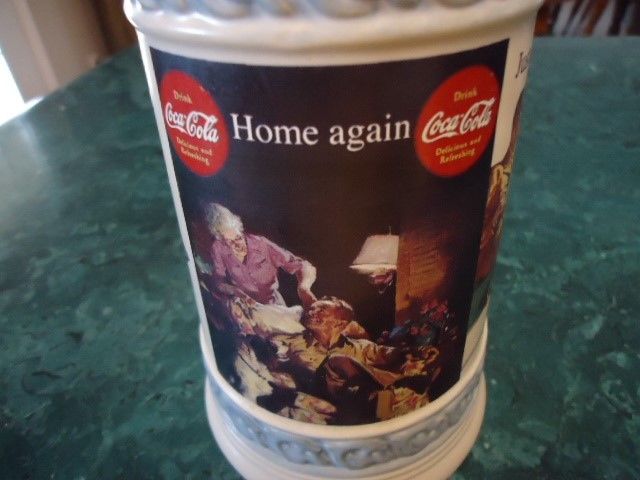 Drink
Coca-Cola
Delicious and
Refreshing
Home again
Drink
Coca-Cola
Delicious and
Refreshing